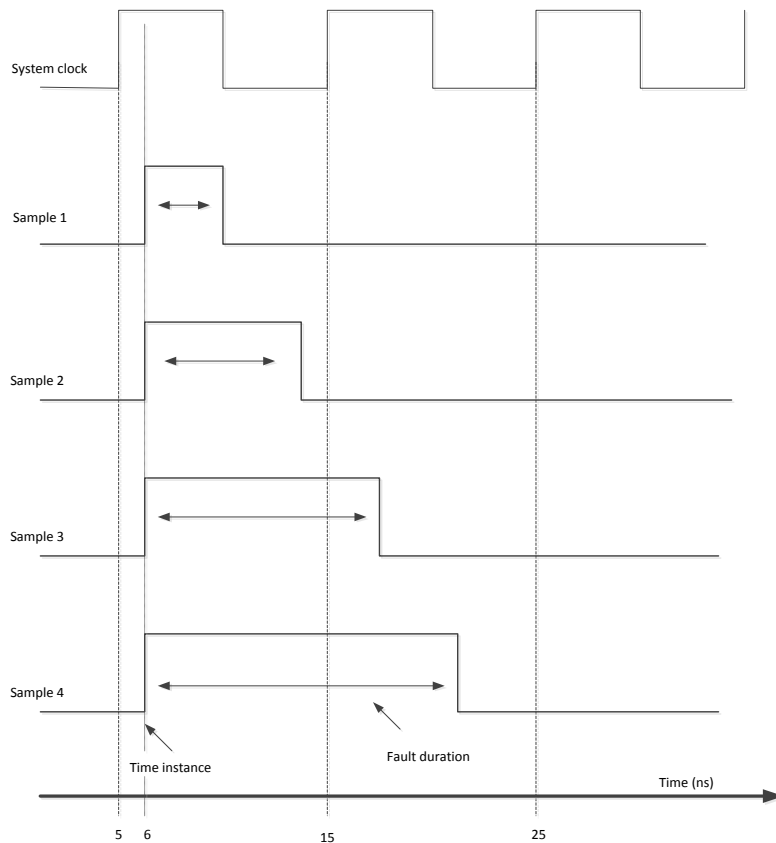 System clock
Sample 1
Sample 2
Sample 3
Sample 4
Fault duration
Time instance
Time (ns)
5 6 15 25